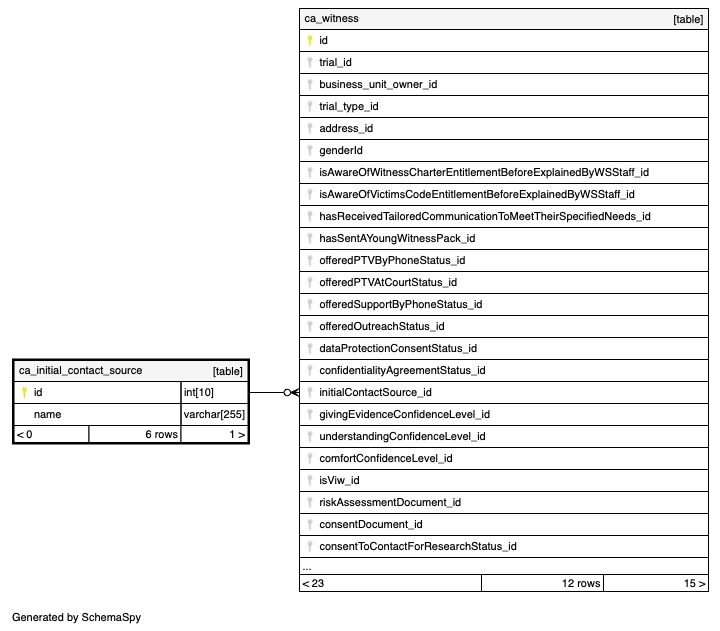 ca_witness [table]
id
trial_id
business_unit_owner_id
trial_type_id
address_id
genderId
isAwareOfWitnessCharterEntitlementBeforeExplainedByWSStaff_id
isAwareOfVictimsCodeEntitlementBeforeExplainedByWSStaff_id
hasReceivedTailoredCommunicationToMeetTheirSpecifiedNeeds_id
hasSentAYoungWitnessPack_id
offeredPTVByPhoneStatus_id
offeredPTVAtCourtStatus_id
offeredSupportByPhoneStatus_id
offeredOutreachStatus_id
dataProtectionConsentStatus_id
confidentialityAgreementStatus_id
initialContactSource_id
givingEvidenceConfidenceLevel_id
understandingConfidenceLevel_id
comfortConfidenceLevel_id
isViw_id
riskAssessmentDocument_id
consentDocument_id
consentToContactForResearchStatus_id
...
< 23 12 rows 15 >
ca_initial_contact_source [table]
id int[10]
name varchar[255]
< 0 6 rows 1 >
Generated by SchemaSpy